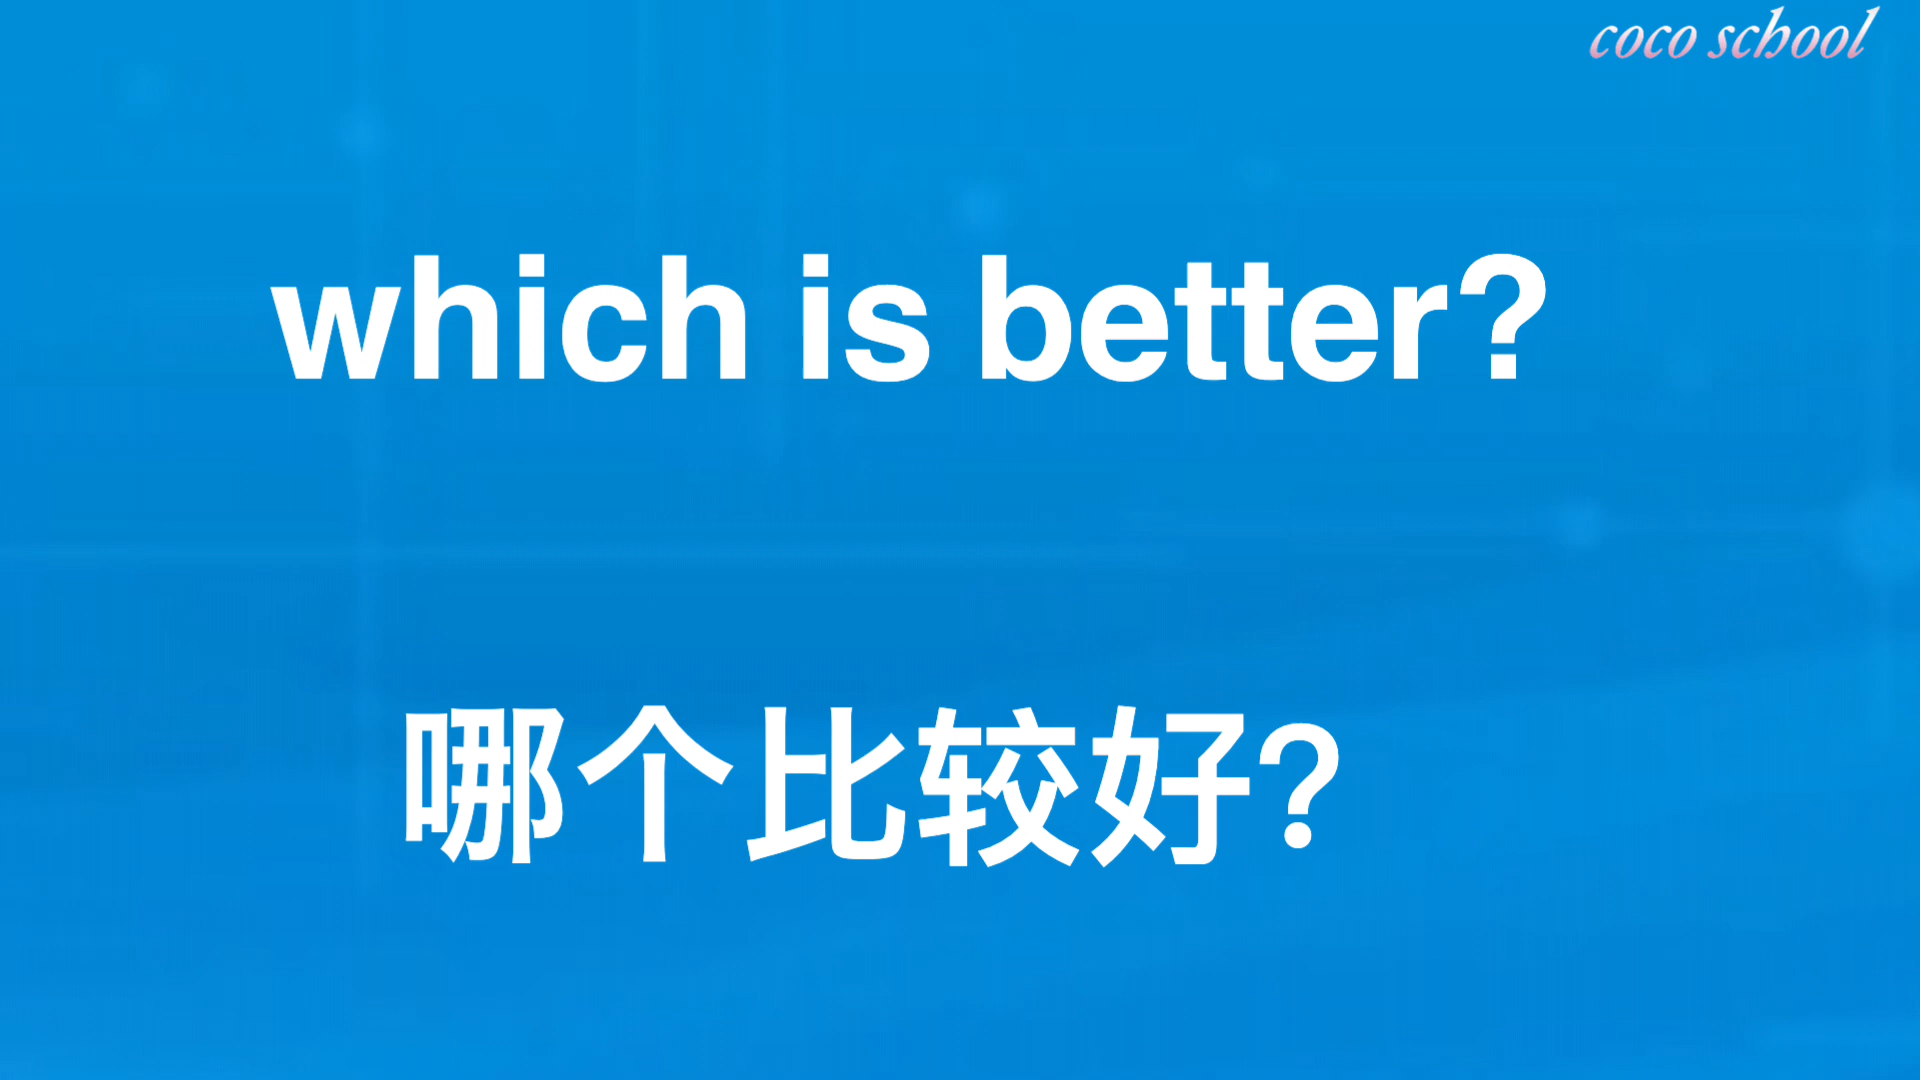 coco school
which is better?
哪个比较好?